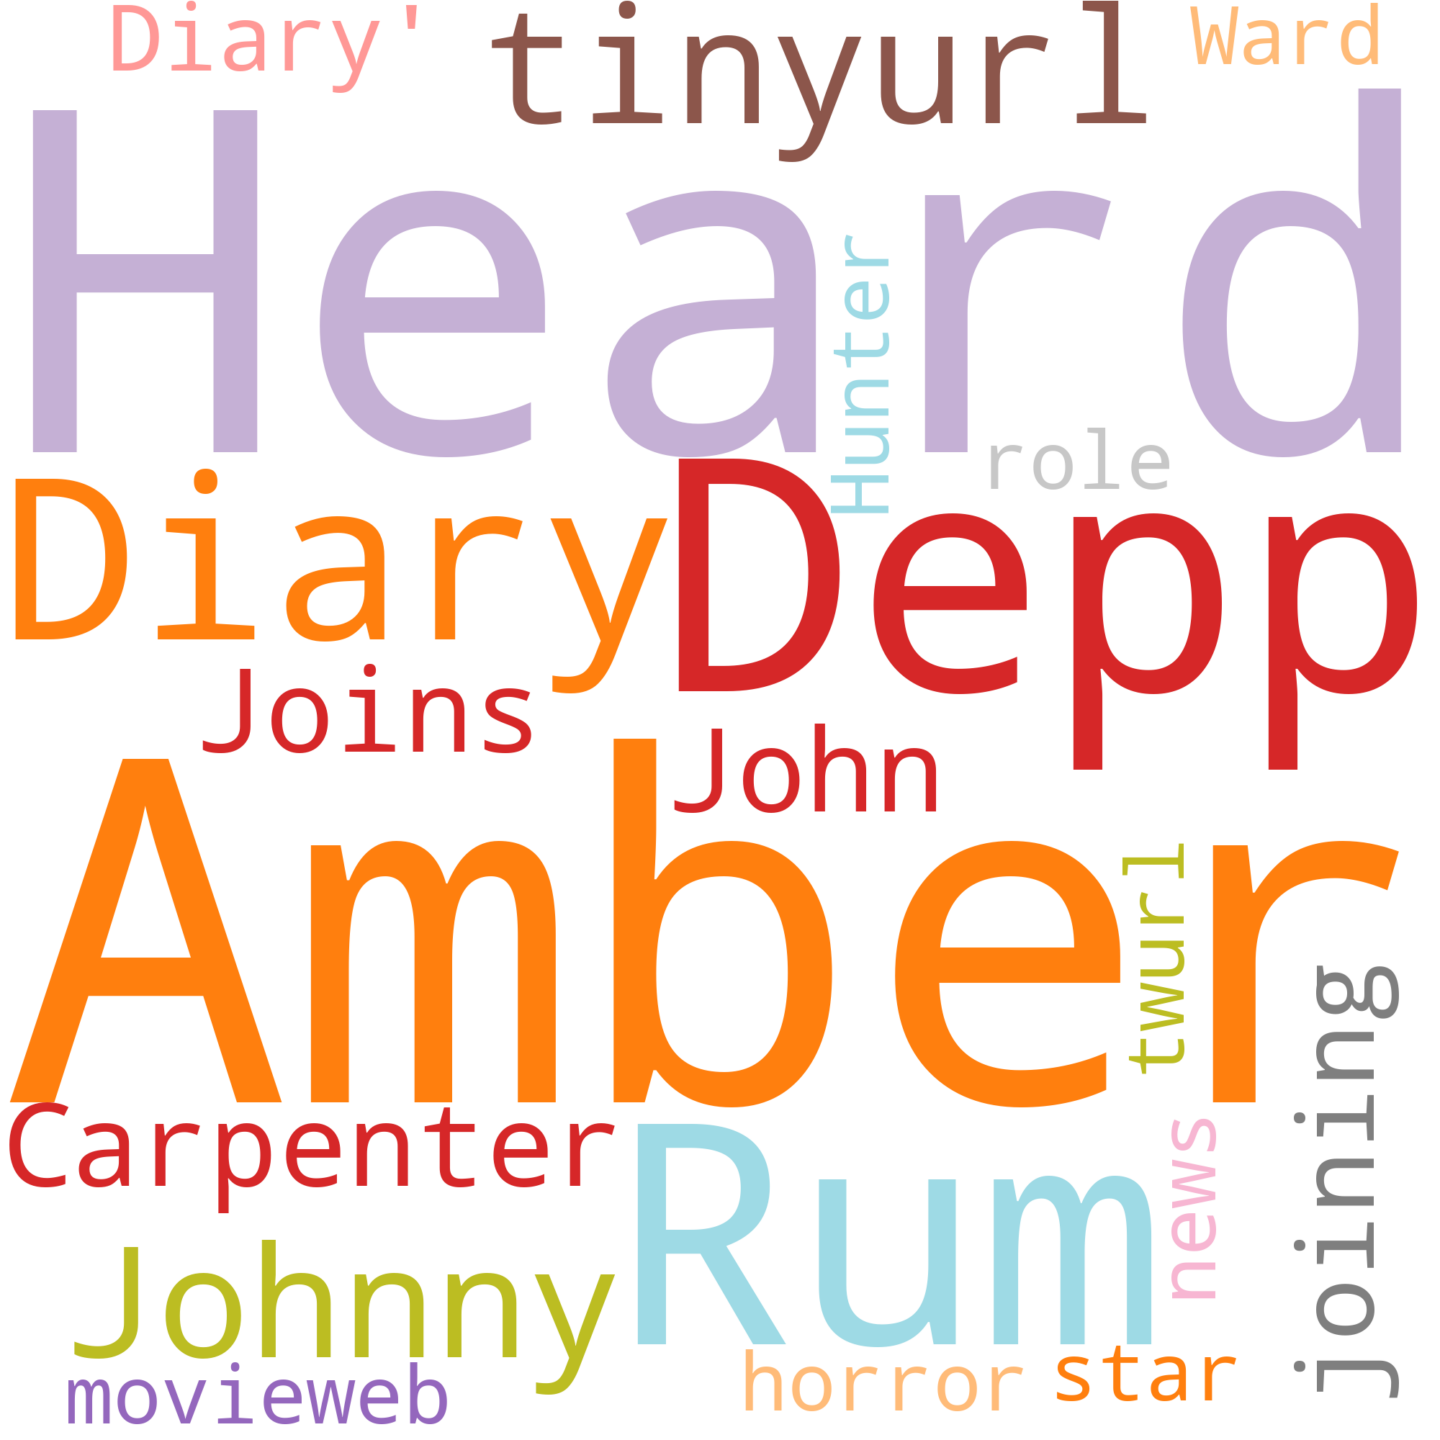 Diary' tinyurl Ward
Heard
Hunter
role
Diary Depp
Joins
John
Amber
twurl
joining
Carpenter
Rum
news
Johnny
movieweb horror star